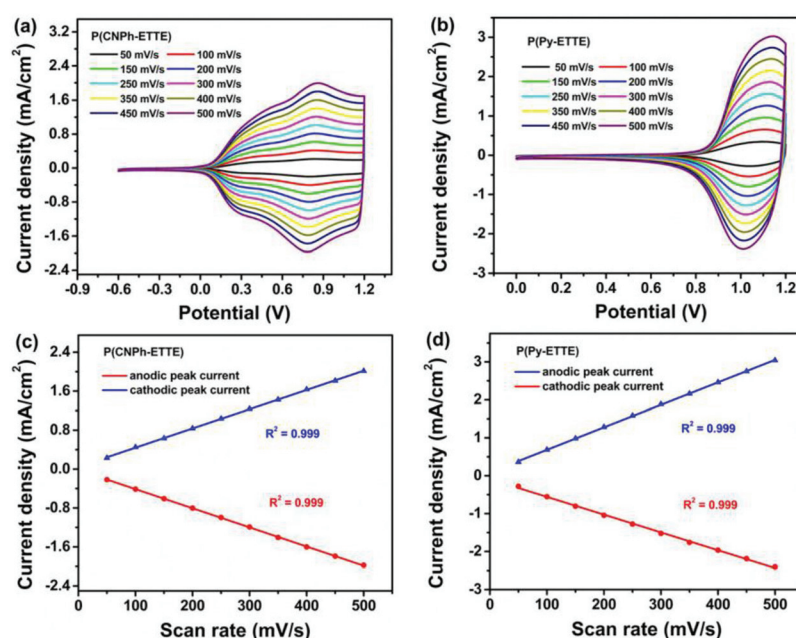 (a)
P(CNPh-ETTE)
50 mV/s 100 mV/s
150 mV/s 200 mV/s
250 mV/s 300 mV/s
350 mV/s 400 mV/s
450 mV/s 500 mV/s
Current density (mA/cm²)
2.4
1.6
0.8
0.0
-0.8
-1.6
-2.4
-0.9 -0.6 -0.3 0.0 0.3 0.6 0.9 1.2
Potential (V)
(b)
P(Py-ETTE)
50 mV/s 100 mV/s
150 mV/s 200 mV/s
250 mV/s 300 mV/s
350 mV/s 400 mV/s
450 mV/s 500 mV/s
Current density (mA/cm²)
3
2
1
0
-1
-2
-3
0.0 0.2 0.4 0.6 0.8 1.0 1.2
Potential (V)
(c)
P(CNPh-ETTE)
anodic peak current
cathodic peak current
R² = 0.999
R² = 0.999
Current density (mA/cm²)
2.4
1.6
0.8
0.0
-0.8
-1.6
-2.4
0 100 200 300 400 500
Scan rate (mV/s)
(d)
P(Py-ETTE)
anodic peak current
cathodic peak current
R² = 0.999
R² = 0.999
Current density (mA/cm²)
3
2
1
0
-1
-2
-3
0 100 200 300 400 500
Scan rate (mV/s)